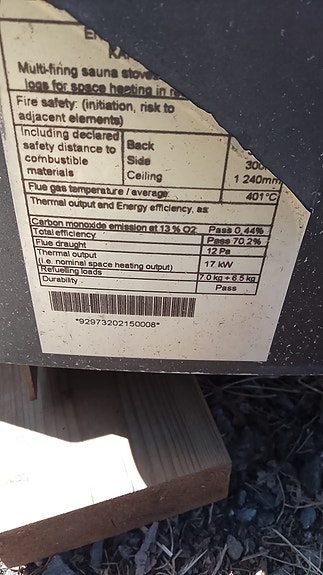 Multi-firing sauna stoves
logs for space heating in re
Fire safety: (initiation, risk to
adjacent elements)
Including declared
safety distance to
combustible
materials
Back
Side 300
Ceiling 1 240mm
Flue gas temperature / average 401°C
Thermal output and Energy efficiency, as:
Carbon monoxide emission at 13 % O2: Pass 0,44%
Total efficiency Pass 70.2%
Flue draught 12 Pa
Thermal output
(i.e. nominal space heating output) 17 kW
Refuelling loads 7.0 kg + 6.5 kg
Durability Pass
*92973202150008*